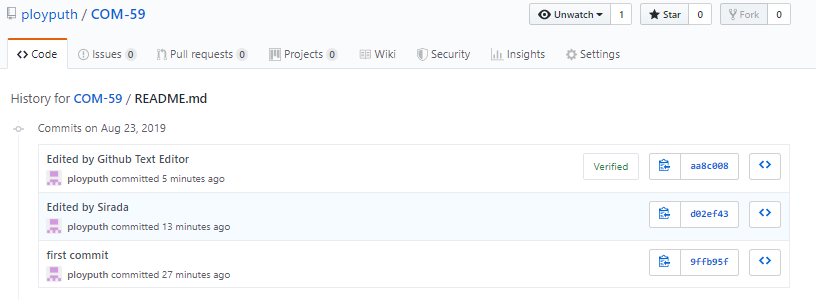 ployputh / COM-59
Unwatch 1 Star 0 Fork 0
Code Issues 0 Pull requests 0 Projects 0 Wiki Security Insights Settings
History for COM-59 / README.md
Commits on Aug 23, 2019
Edited by Github Text Editor
ployputh committed 5 minutes ago
Verified aa8c008
Edited by Sirada
ployputh committed 13 minutes ago
d02ef43
first commit
ployputh committed 27 minutes ago
9ffb95f